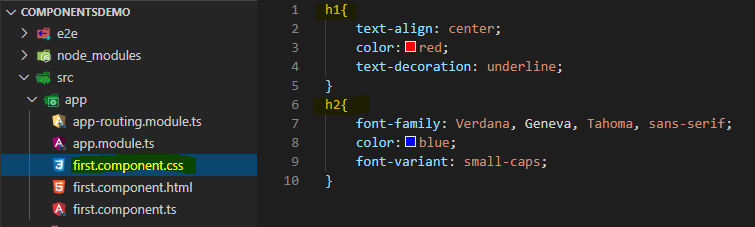 COMPONENTSDEMO
e2e
node_modules
src
app
app-routing.module.ts
app.module.ts
first.component.css
first.component.html
first.component.ts
1 h1{
2 text-align: center;
3 color: red;
4 text-decoration: underline;
5 }
6 h2{
7 font-family: Verdana, Geneva, Tahoma, sans-serif;
8 color: blue;
9 font-variant: small-caps;
10 }